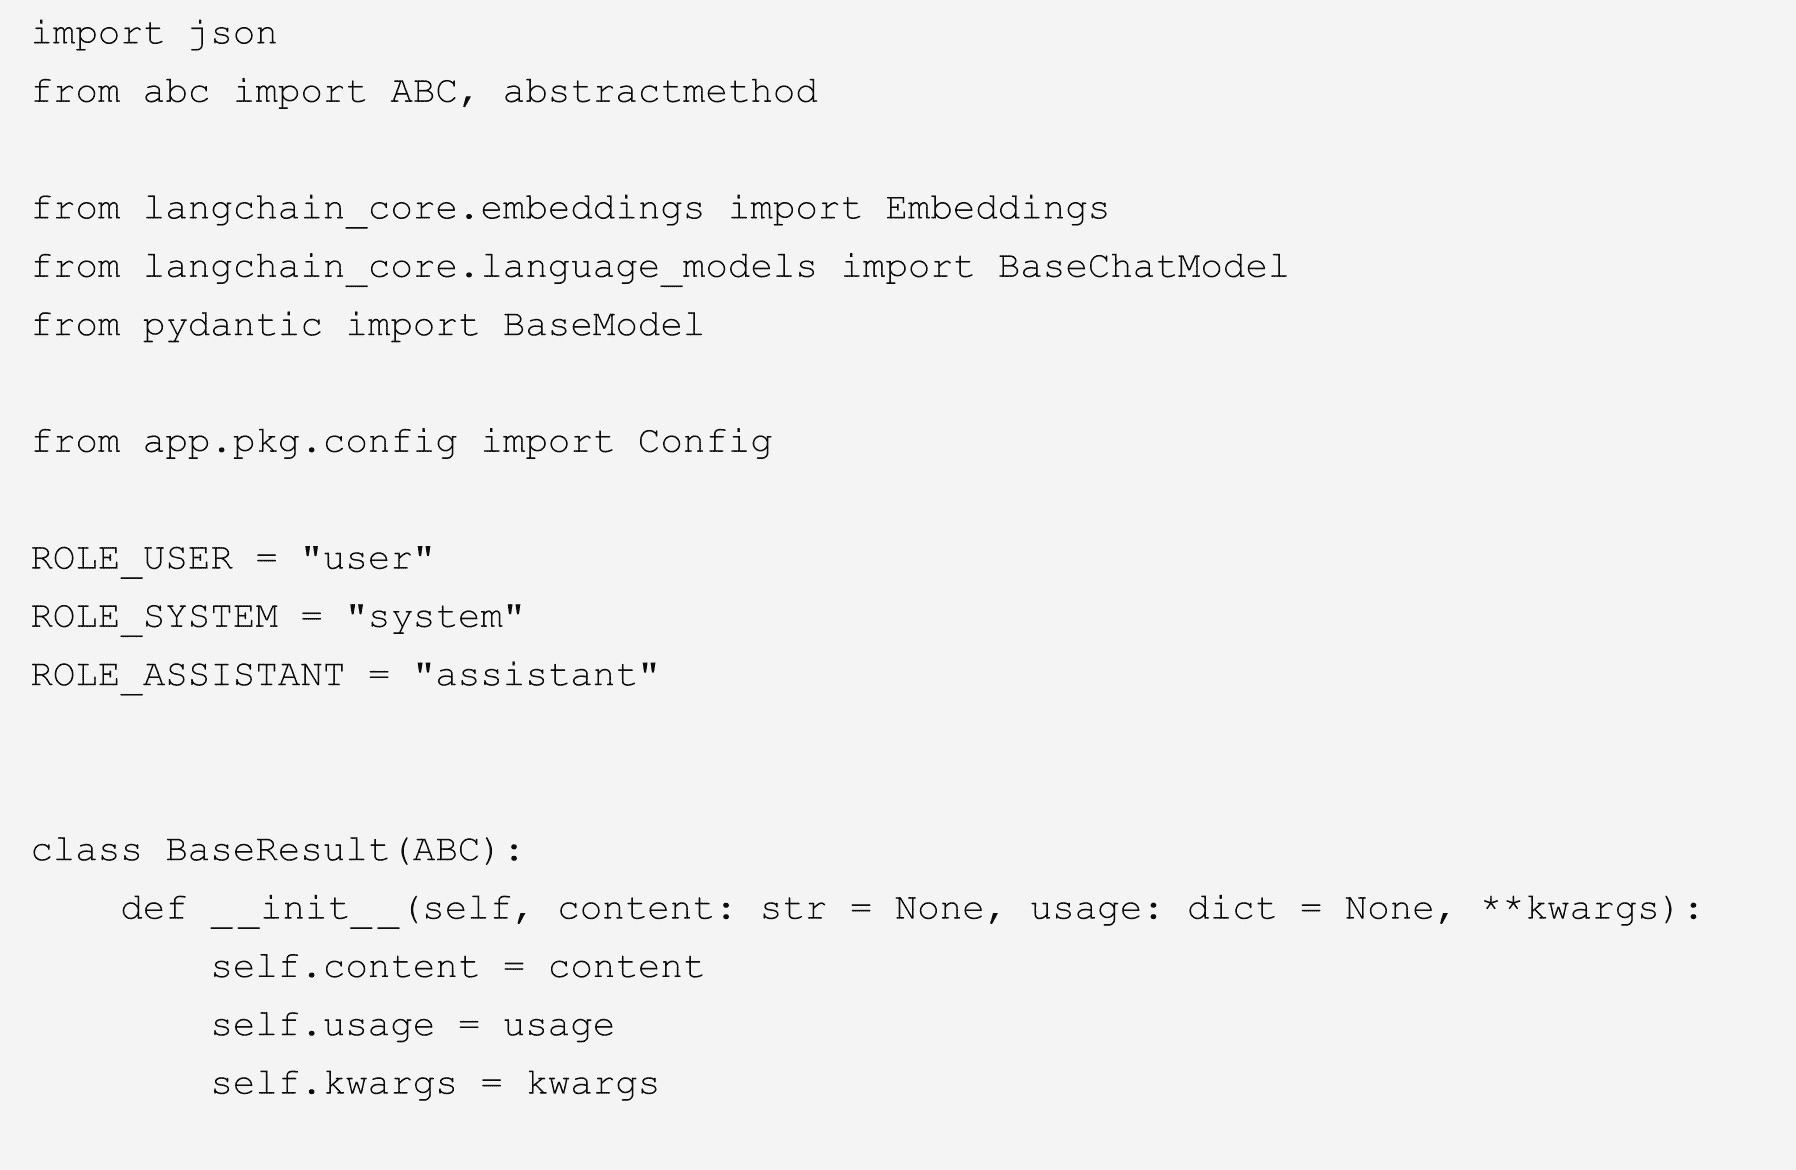 import json
from abc import ABC, abstractmethod

from langchain_core.embeddings import Embeddings
from langchain_core.language_models import BaseChatModel
from pydantic import BaseModel

from app.pkg.config import Config

ROLE_USER = "user"
ROLE_SYSTEM = "system"
ROLE_ASSISTANT = "assistant"


class BaseResult(ABC):
    def __init__(self, content: str = None, usage: dict = None, **kwargs):
        self.content = content
        self.usage = usage
        self.kwargs = kwargs